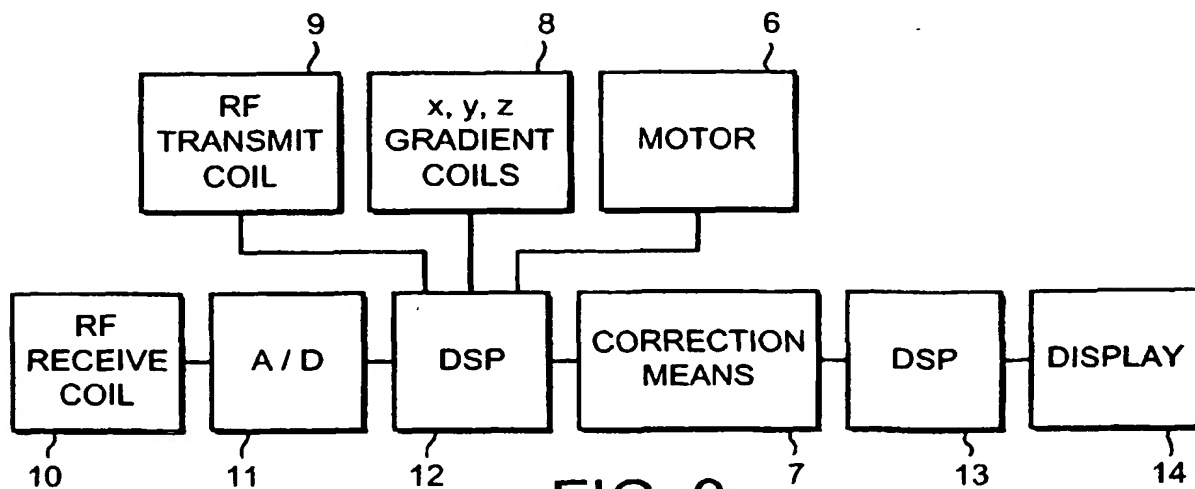 9
8
6
RF
TRANSMIT
COIL
x, y, z
GRADIENT
COILS
MOTOR
RF
RECEIVE
COIL
A / D
DSP
CORRECTION
MEANS
DSP
DISPLAY
10
11
12
7
13
14